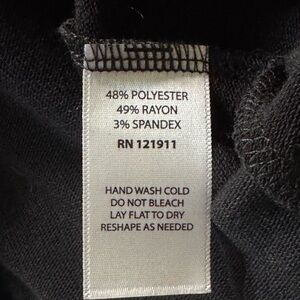 48% POLYESTER
49% RAYON
3% SPANDEX
RN 121911
HAND WASH COLD
DO NOT BLEACH
LAY FLAT TO DRY
RESHAPE AS NEEDED